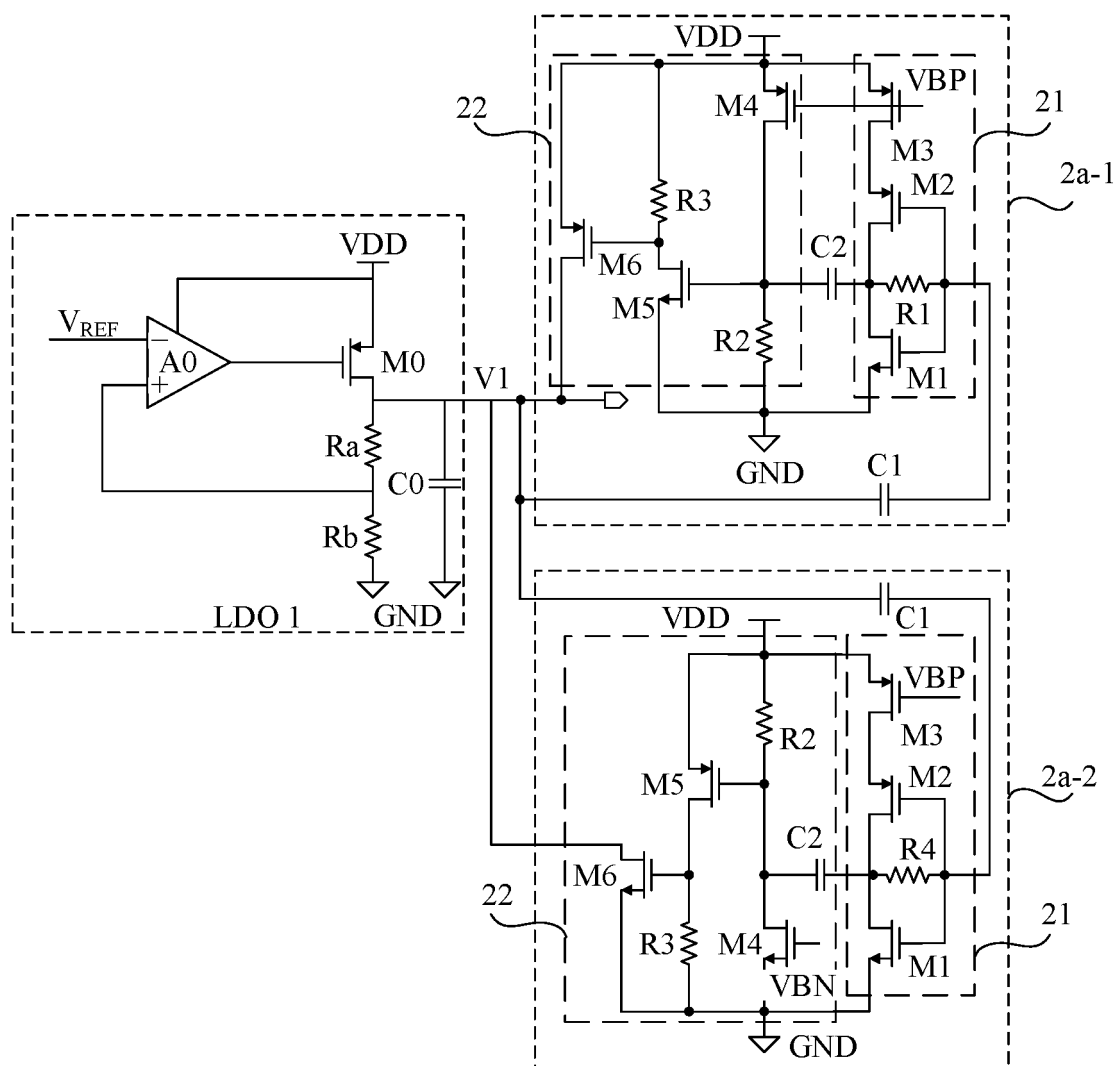 VDD
VBP
M4
22
21
M3
2a-1
M2
R3
VDD
C2
M6
M5
R1
V_REF
A0
M0
R2
M1
V1
Ra
GND
C1
C0
Rb
GND
LDO 1
C1
VDD
VBP
R2
M3
M5
M2
2a-2
C2
R4
M6
22
21
R3
M4
M1
VBN
GND